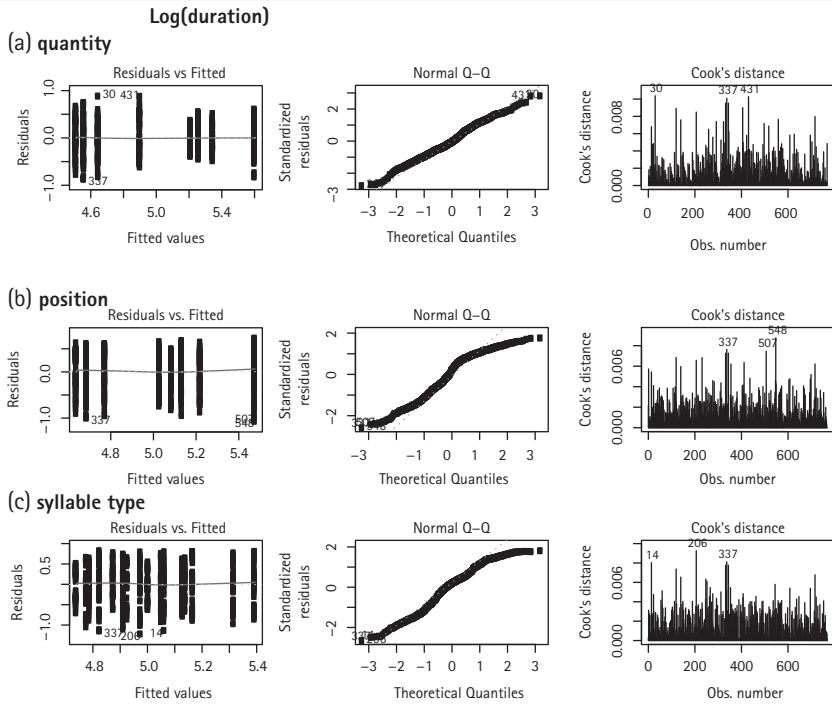 Log(duration)
(a) quantity
Residuals vs Fitted
Normal Q–Q
Cook's distance
Residuals
1.0
0.0
−1.0
30 431
337
4.6 5.0 5.4
Fitted values
Standardized
residuals
2
0
−3
−3 −2 −1 0 1 2 3
Theoretical Quantiles
Cook's distance
0.008
0.000
30 337 431
0 200 400 600
Obs. number
(b) position
Residuals vs. Fitted
Normal Q–Q
Cook's distance
Residuals
0.0
−1.0
337
4.8 5.0 5.2 5.4
Fitted values
Standardized
residuals
2
0
−2
−3 −2 −1 0 1 2 3
Theoretical Quantiles
Cook's distance
0.006
0.000
337 507 548
0 200 400 600
Obs. number
(c) syllable type
Residuals vs. Fitted
Normal Q–Q
Cook's distance
Residuals
0.5
−1.0
337 206 14
4.8 5.0 5.2 5.4
Fitted values
Standardized
residuals
2
0
−2
−3 −2 −1 0 1 2 3
Theoretical Quantiles
Cook's distance
0.006
0.000
14 206 337
0 200 400 600
Obs. number